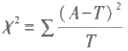 χ² = Σ (A−T)² / T